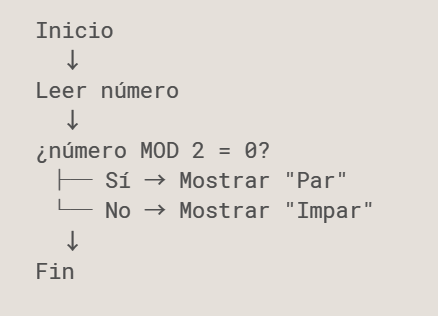 Inicio
↓
Leer número
↓
¿número MOD 2 = 0?
├── Sí → Mostrar "Par"
└── No → Mostrar "Impar"
↓
Fin